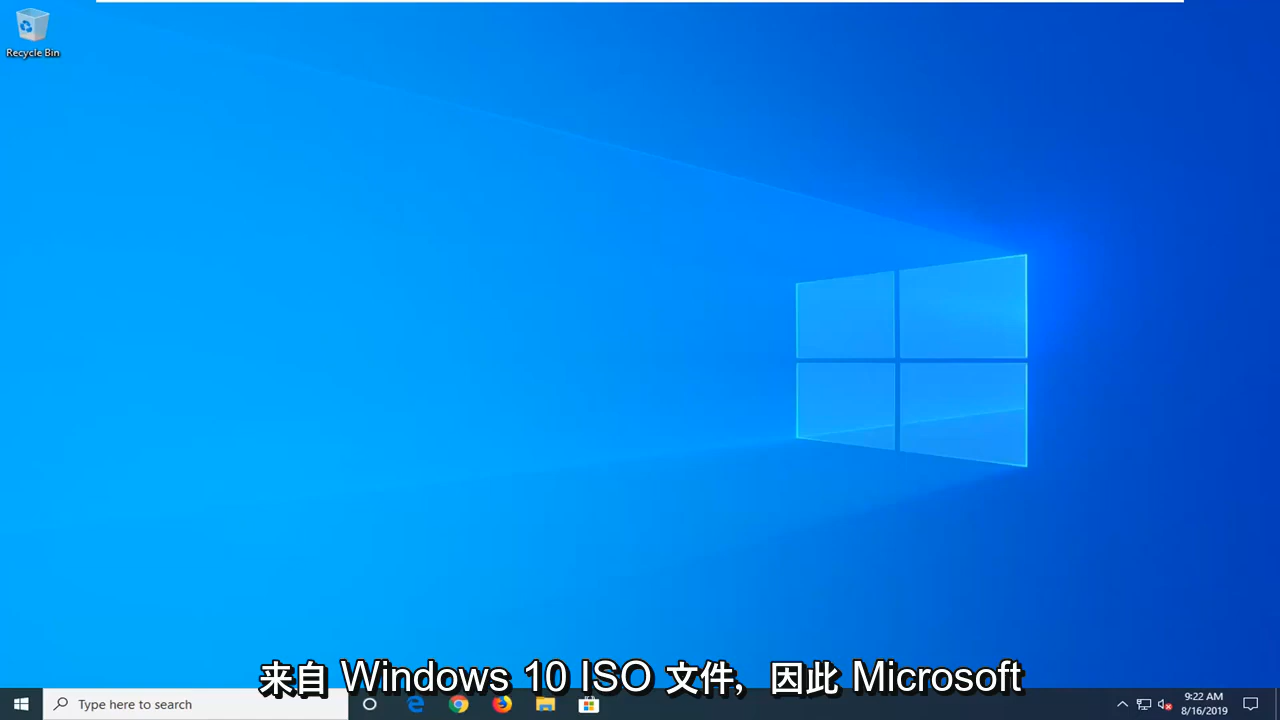 Recycle Bin
来自 Windows 10 ISO 文件，因此 Microsoft
Type here to search
9:22 AM
8/16/2019